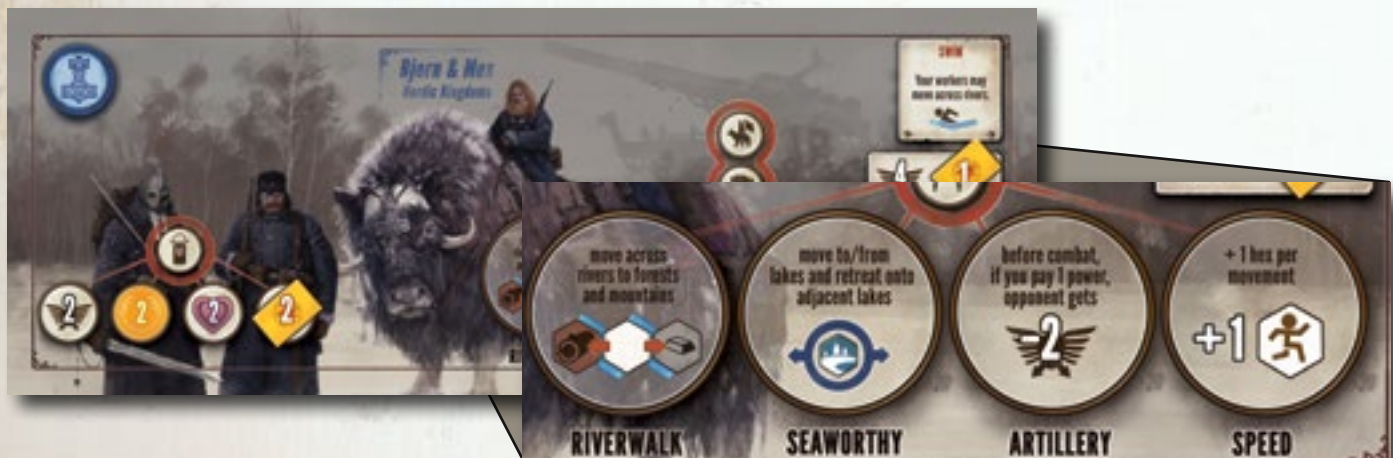 Bjorn & Mox
Nordic Kingdoms
SWIM
Your workers may
move across rivers.
4
1
2
2
2
2
move across
rivers to forests
and mountains
RIVERWALK
move to/from
lakes and retreat onto
adjacent lakes
SEAWORTHY
before combat,
if you pay 1 power,
opponent gets
-2
ARTILLERY
+ 1 hex per
movement
+1
SPEED